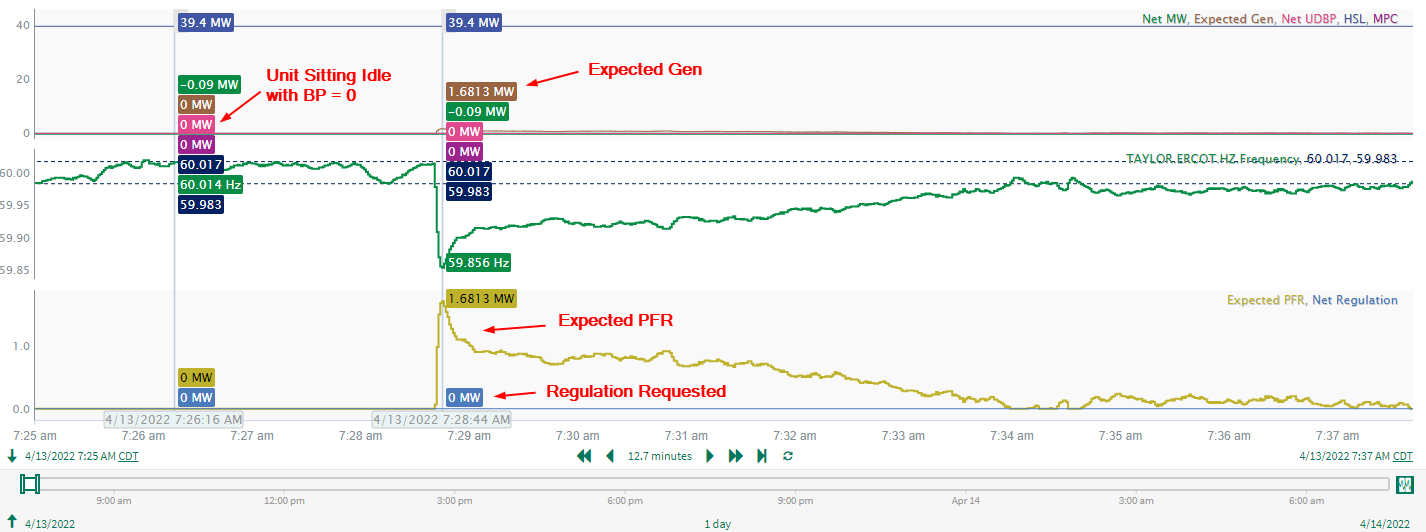 40
39.4 MW
39.4 MW
Net MW, Expected Gen, Net UDBP, HSL, MPC
20
-0.09 MW
0 MW
0 MW
0 MW
Unit Sitting Idle
with BP = 0
1.6813 MW
-0.09 MW
0 MW
0 MW
Expected Gen
0
60.017
60.014 Hz
59.983
60.017
59.983
TAYLOR.ERCOT.HZ.Frequency, 60.017, 59.983
60.00
59.95
59.90
59.85
59.856 Hz
1.6813 MW
Expected PFR, Net Regulation
Expected PFR
1.0
0 MW
0 MW
0 MW
Regulation Requested
0.0
4/13/2022 7:26:16 AM
4/13/2022 7:28:44 AM
7:25 am 7:26 am 7:27 am 7:28 am 7:29 am 7:30 am 7:31 am 7:32 am 7:33 am 7:34 am 7:35 am 7:36 am 7:37 am
4/13/2022 7:25 AM CDT 12.7 minutes 4/13/2022 7:37 AM CDT
9:00 am 12:00 pm 3:00 pm 6:00 pm 9:00 pm Apr 14 3:00 am 6:00 am
4/13/2022 1 day 4/14/2022